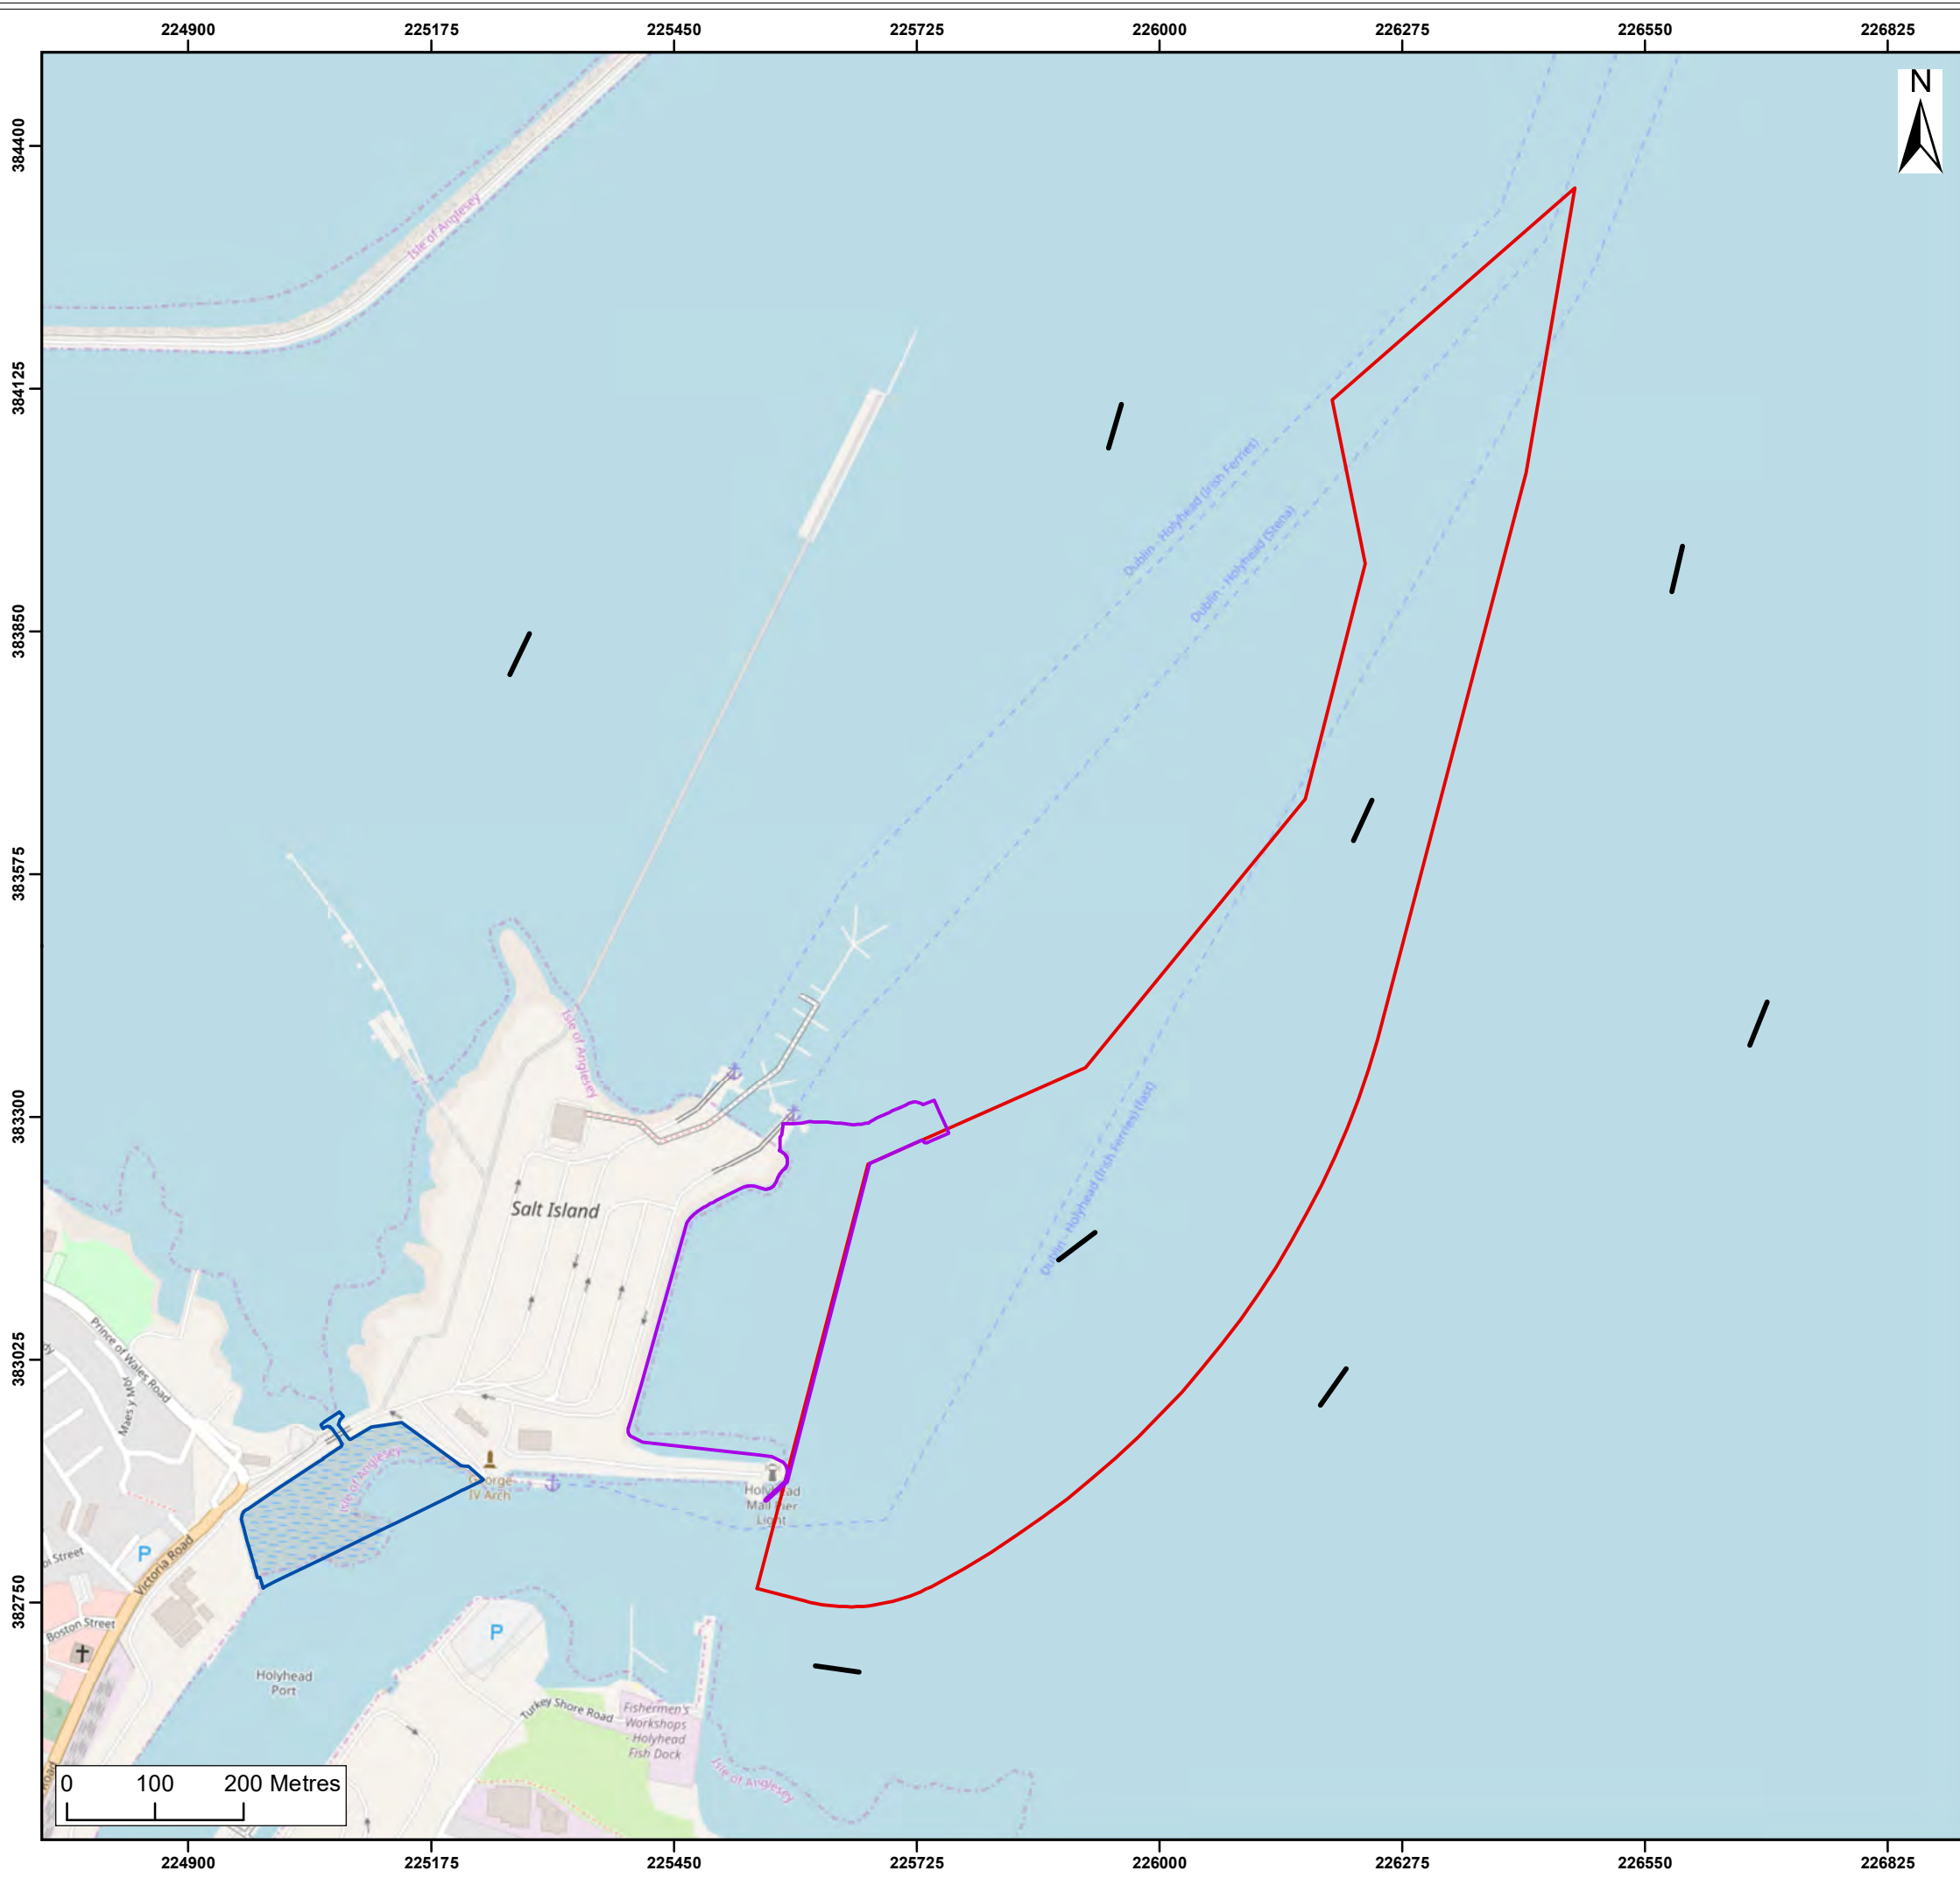 224900 225175 225450 225725 226000 226275 226550 226825
N
384400
384125
383850
383575
383300
383025
382750
Isle of Anglesey
Dublin - Holyhead (Irish Ferries)
Dublin - Holyhead (Stena)
Isle of Anglesey
Dublin - Holyhead (Irish Ferries) (fast)
Salt Island
Prince of Wales Road
Maes y Mor
Isle of Anglesey
George
IV Arch
Holyhead
Mail Pier
Light
Street
P
Victoria Road
Boston Street
P
Holyhead
Port
Turkey Shore Road
Fishermen's
Workshops
- Holyhead
Fish Dock
Isle of Anglesey
Road
0 100 200 Metres
224900 225175 225450 225725 226000 226275 226550 226825